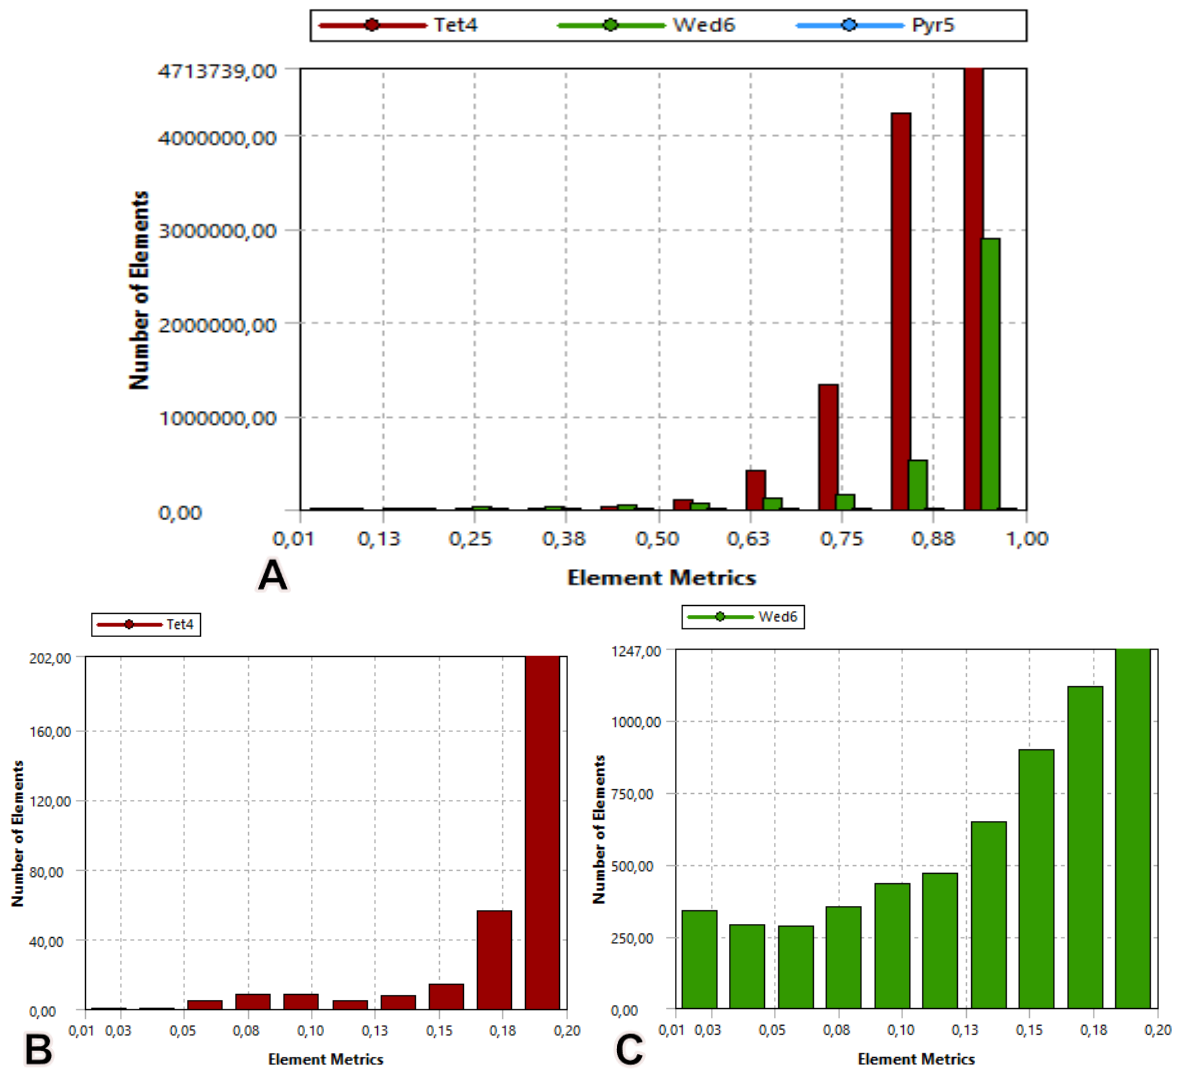 Tet4 Wed6 Pyr5
4713739,00
4000000,00
3000000,00
2000000,00
1000000,00
0,00
Number of Elements
0,01 0,13 0,25 0,38 0,50 0,63 0,75 0,88 1,00
Element Metrics
A
Tet4
202,00
160,00
120,00
80,00
40,00
0,00
Number of Elements
0,01 0,03 0,05 0,08 0,10 0,13 0,15 0,18 0,20
Element Metrics
B
Wed6
1247,00
1000,00
750,00
500,00
250,00
0,00
Number of Elements
0,01 0,03 0,05 0,08 0,10 0,13 0,15 0,18 0,20
Element Metrics
C